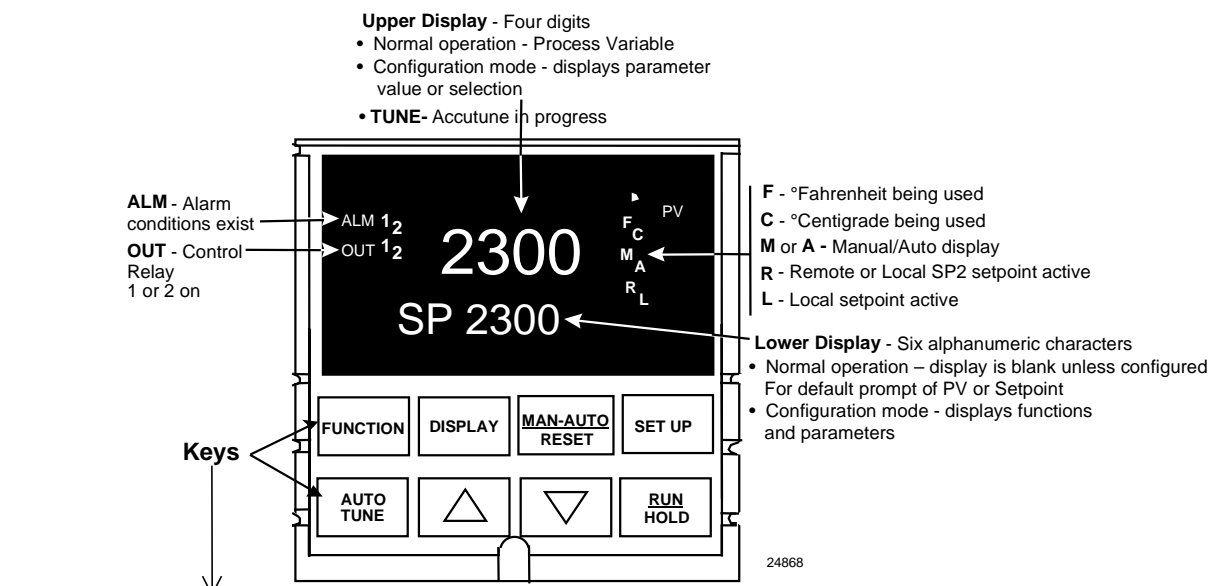 Upper Display - Four digits
• Normal operation - Process Variable
• Configuration mode - displays parameter
value or selection
• TUNE- Accutune in progress
ALM - Alarm
conditions exist
OUT - Control
Relay
1 or 2 on
ALM 1 2
OUT 1 2
2300
SP 2300
PV
F
C
M
A
R
L
F - °Fahrenheit being used
C - °Centigrade being used
M or A - Manual/Auto display
R - Remote or Local SP2 setpoint active
L - Local setpoint active
Lower Display - Six alphanumeric characters
• Normal operation – display is blank unless configured
For default prompt of PV or Setpoint
• Configuration mode - displays functions
and parameters
Keys
FUNCTION
DISPLAY
MAN-AUTO
RESET
SET UP
AUTO
TUNE
RUN
HOLD
24868